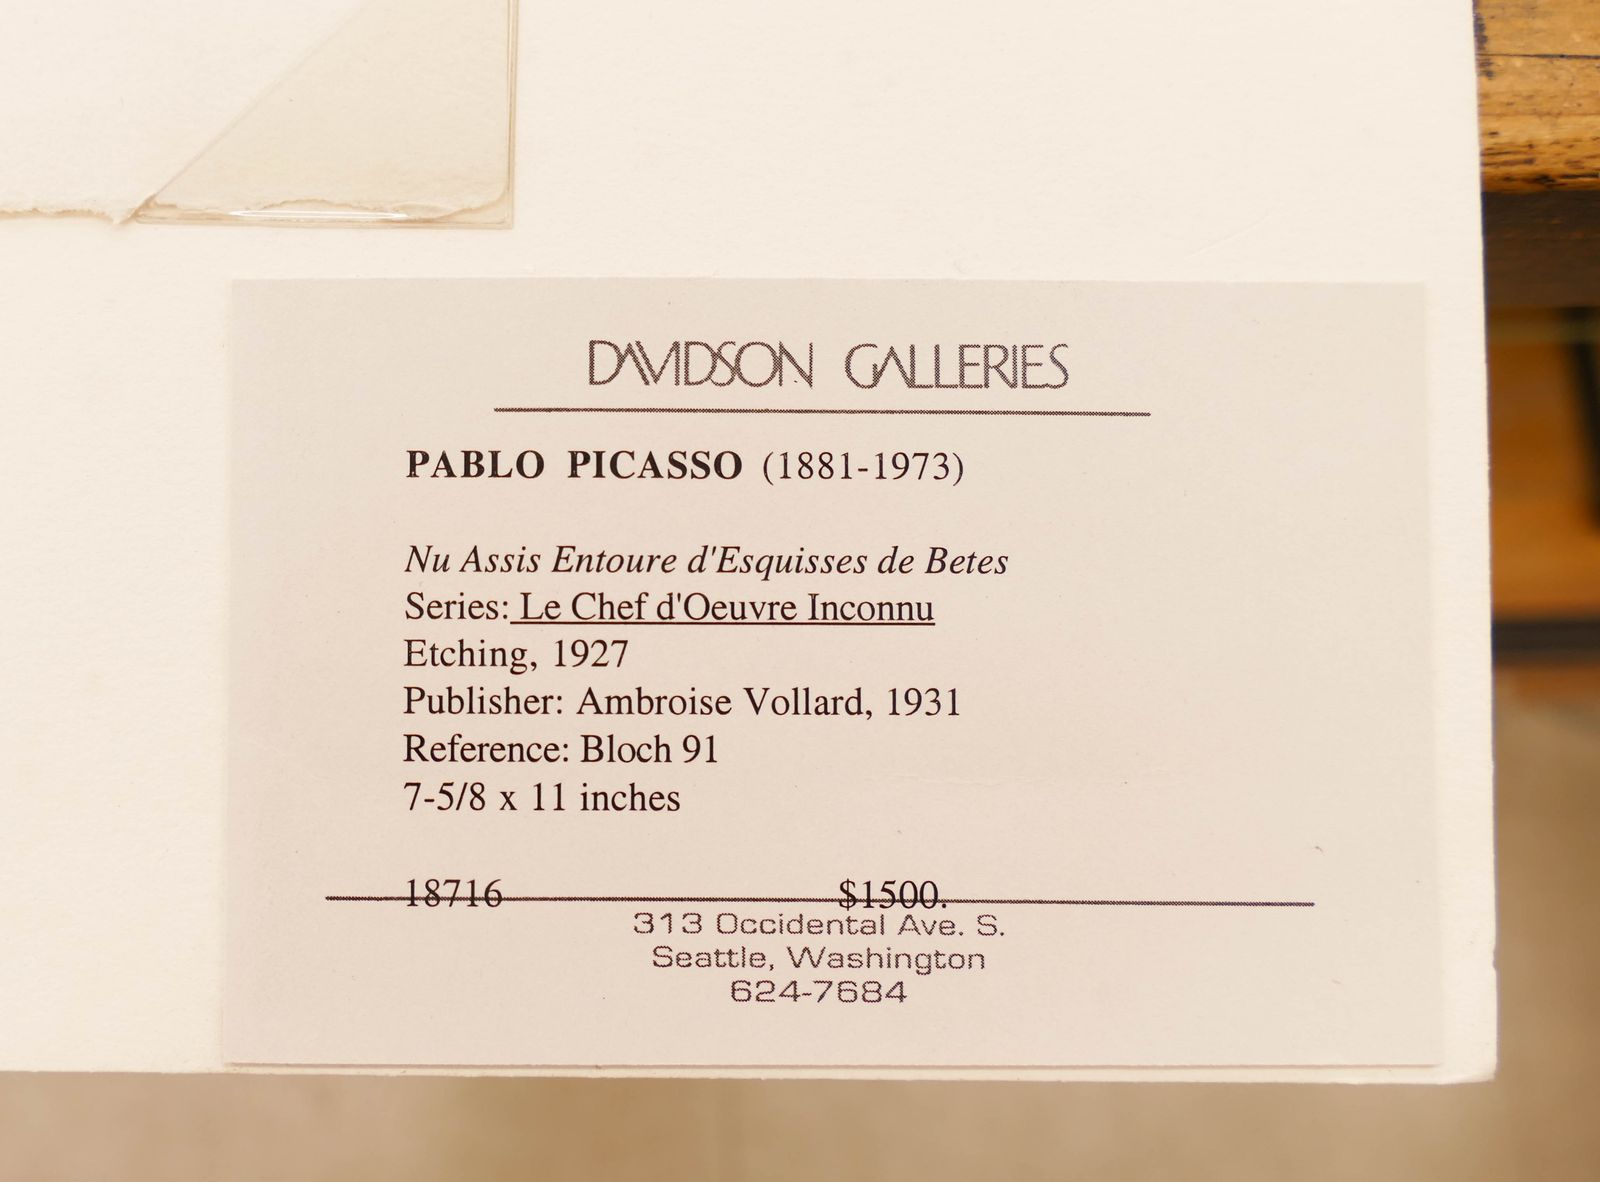 DAVIDSON GALLERIES
PABLO PICASSO (1881-1973)
Nu Assis Entoure d'Esquisses de Betes
Series: Le Chef d'Oeuvre Inconnu
Etching, 1927
Publisher: Ambroise Vollard, 1931
Reference: Bloch 91
7-5/8 x 11 inches
18716 $1500.
313 Occidental Ave. S.
Seattle, Washington
624-7684